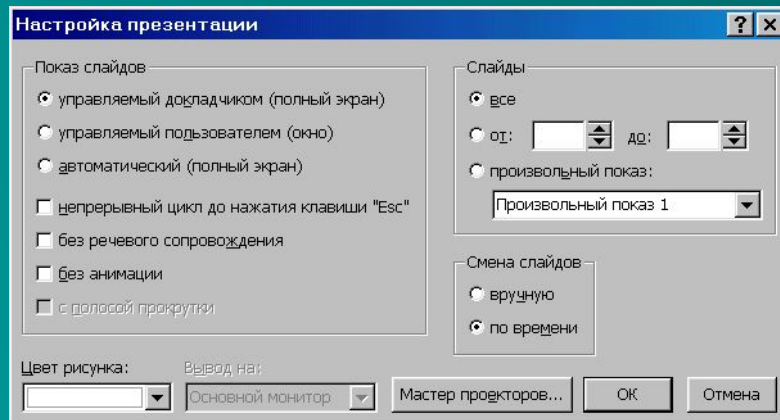 Настройка презентации
Показ слайдов
управляемый докладчиком (полный экран)
управляемый пользователем (окно)
автоматический (полный экран)
непрерывный цикл до нажатия клавиши "Esc"
без речевого сопровождения
без анимации
с полосой прокрутки
Слайды
все
от: до:
произвольный показ:
Произвольный показ 1
Смена слайдов
вручную
по времени
Цвет рисунка:
Вывод на:
Основной монитор
Мастер проекторов...
ОК
Отмена